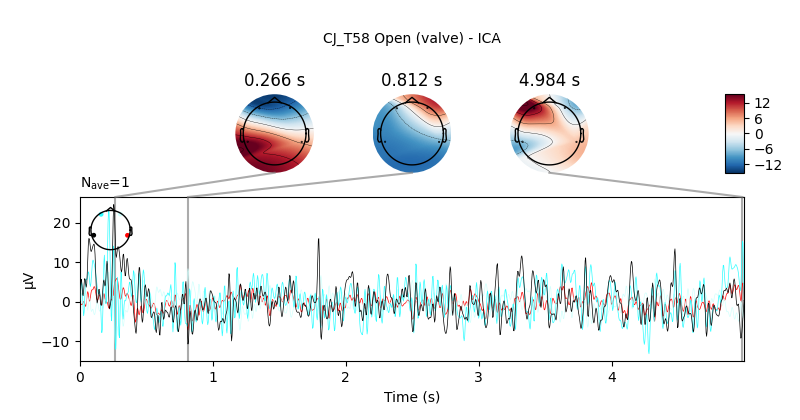 CJ_T58 Open (valve) - ICA
0.266 s 0.812 s 4.984 s
12
6
0
−6
−12
Nave=1
20
10
0
−10
µV
0 1 2 3 4
Time (s)